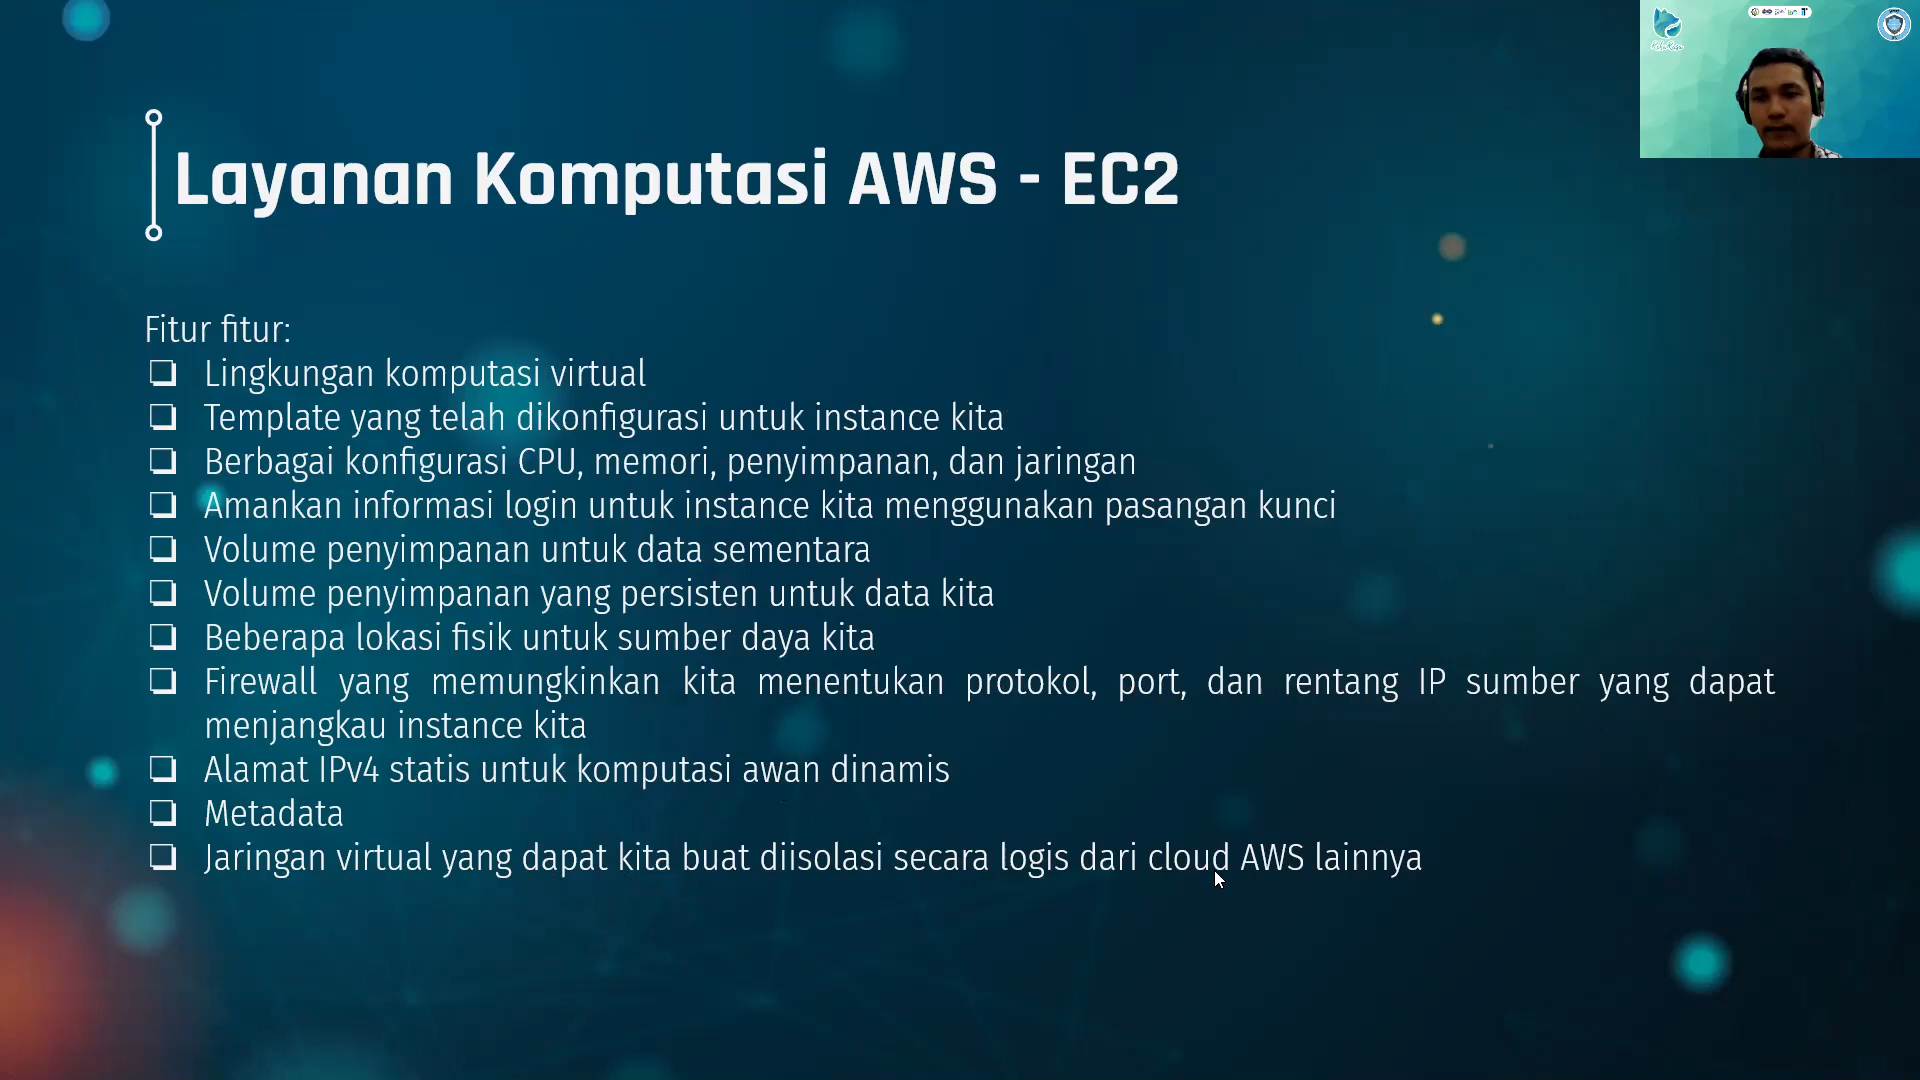 Layanan Komputasi AWS - EC2
Fitur fitur:
❏ Lingkungan komputasi virtual
❏ Template yang telah dikonfigurasi untuk instance kita
❏ Berbagai konfigurasi CPU, memori, penyimpanan, dan jaringan
❏ Amankan informasi login untuk instance kita menggunakan pasangan kunci
❏ Volume penyimpanan untuk data sementara
❏ Volume penyimpanan yang persisten untuk data kita
❏ Beberapa lokasi fisik untuk sumber daya kita
❏ Firewall yang memungkinkan kita menentukan protokol, port, dan rentang IP sumber yang dapat
menjangkau instance kita
❏ Alamat IPv4 statis untuk komputasi awan dinamis
❏ Metadata
❏ Jaringan virtual yang dapat kita buat diisolasi secara logis dari cloud AWS lainnya